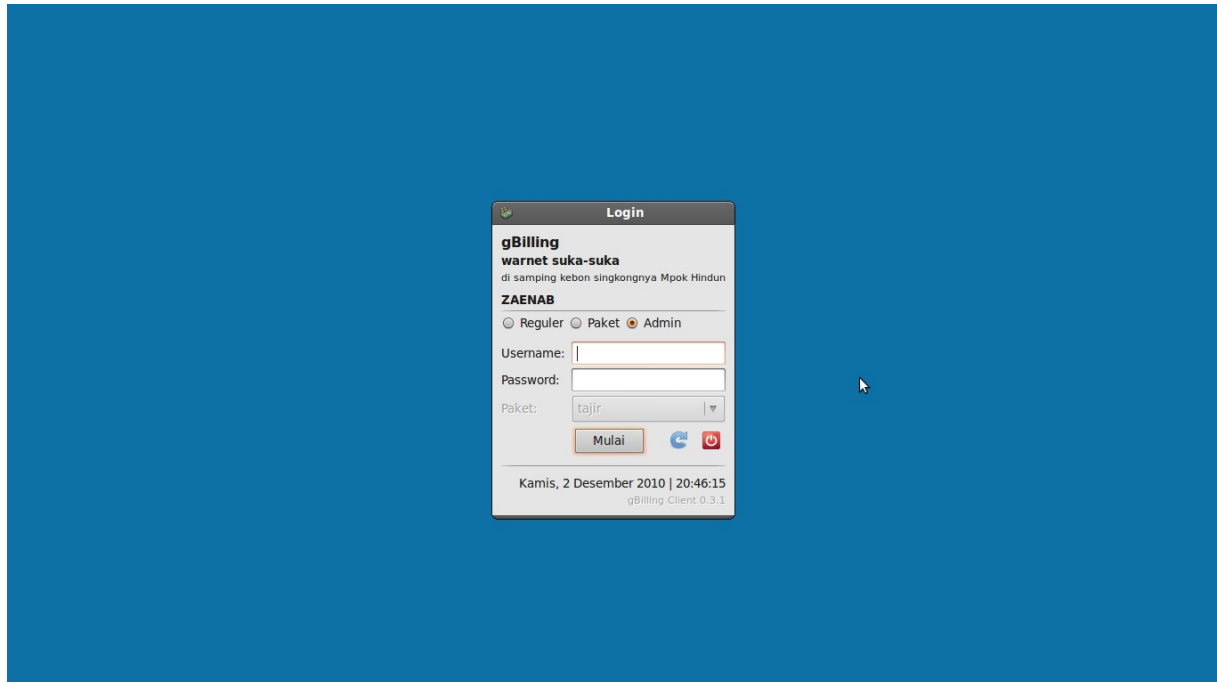 Login
gBilling
warnet suka-suka
di samping kebon singkongnya Mpok Hindun
ZAENAB
Reguler Paket Admin
Username:
Password:
Paket: tajir
Mulai
Kamis, 2 Desember 2010 | 20:46:15
gBilling Client 0.3.1